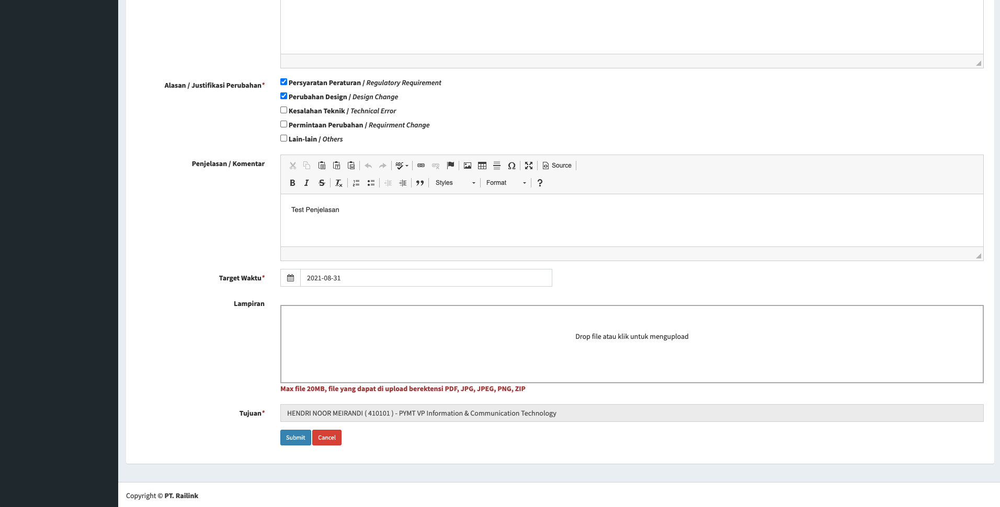 Alasan / Justifikasi Perubahan*
Persyaratan Peraturan / Regulatory Requirement
Perubahan Design / Design Change
Kesalahan Teknik / Technical Error
Permintaan Perubahan / Requirment Change
Lain-lain / Others
Penjelasan / Komentar
Source
Styles Format
Test Penjelasan
Target Waktu* 2021-08-31
Lampiran
Drop file atau klik untuk mengupload
Max file 20MB, file yang dapat di upload berektensi PDF, JPG, JPEG, PNG, ZIP
Tujuan* HENDRI NOOR MEIRANDI ( 410101 ) - PYMT VP Information & Communication Technology
Submit Cancel
Copyright © PT. Railink